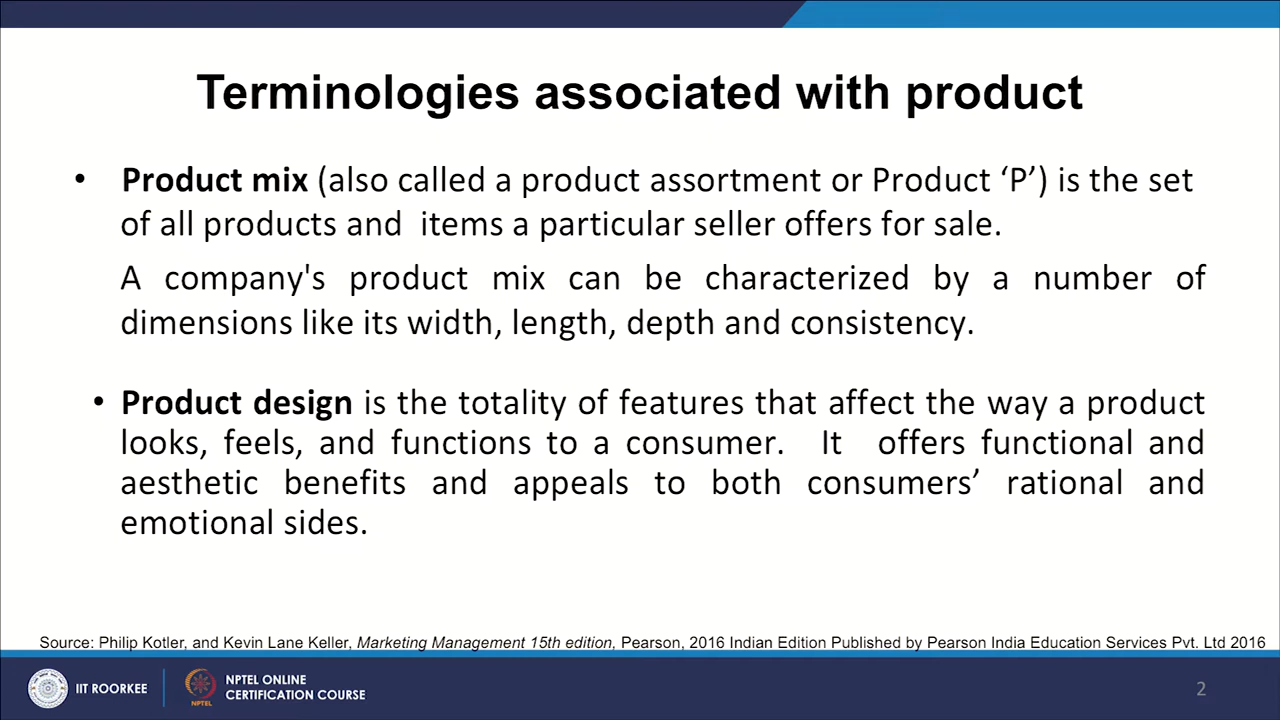 Terminologies associated with product
• Product mix (also called a product assortment or Product ‘P’) is the set
of all products and items a particular seller offers for sale.
A company's product mix can be characterized by a number of
dimensions like its width, length, depth and consistency.
• Product design is the totality of features that affect the way a product
looks, feels, and functions to a consumer. It offers functional and
aesthetic benefits and appeals to both consumers’ rational and
emotional sides.
Source: Philip Kotler, and Kevin Lane Keller, Marketing Management 15th edition, Pearson, 2016 Indian Edition Published by Pearson India Education Services Pvt. Ltd 2016
IIT ROORKEE
NPTEL
NPTEL ONLINE
CERTIFICATION COURSE
2